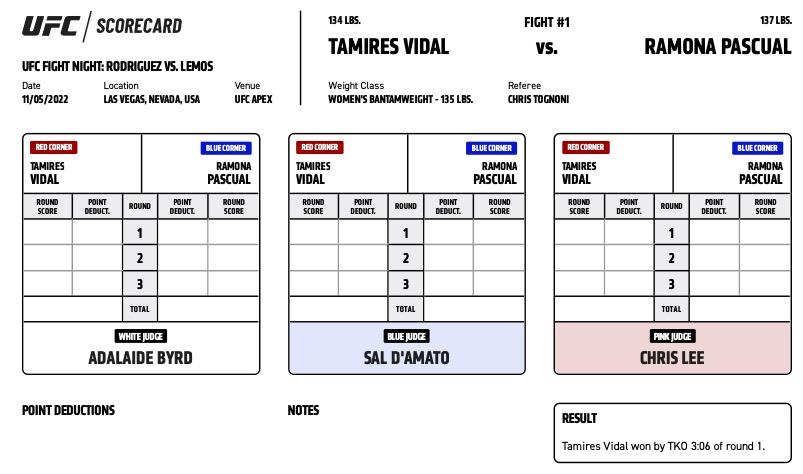 UFC SCORECARD
UFC FIGHT NIGHT: RODRIGUEZ VS. LEMOS
Date Location Venue
11/05/2022 LAS VEGAS, NEVADA, USA UFC APEX
134 LBS. FIGHT #1 137 LBS.
TAMIRES VIDAL VS. RAMONA PASCUAL
Weight Class Referee
WOMEN'S BANTAMWEIGHT - 135 LBS. CHRIS TOGNONI
RED CORNER BLUE CORNER
TAMIRES RAMONA
VIDAL PASCUAL
ROUND POINT ROUND POINT ROUND
SCORE DEDUCT. DEDUCT. SCORE
1
2
3
TOTAL
WHITE JUDGE
ADALAIDE BYRD
RED CORNER BLUE CORNER
TAMIRES RAMONA
VIDAL PASCUAL
ROUND POINT ROUND POINT ROUND
SCORE DEDUCT. DEDUCT. SCORE
1
2
3
TOTAL
BLUE JUDGE
SAL D'AMATO
RED CORNER BLUE CORNER
TAMIRES RAMONA
VIDAL PASCUAL
ROUND POINT ROUND POINT ROUND
SCORE DEDUCT. DEDUCT. SCORE
1
2
3
TOTAL
PINK JUDGE
CHRIS LEE
POINT DEDUCTIONS
NOTES
RESULT
Tamires Vidal won by TKO 3:06 of round 1.